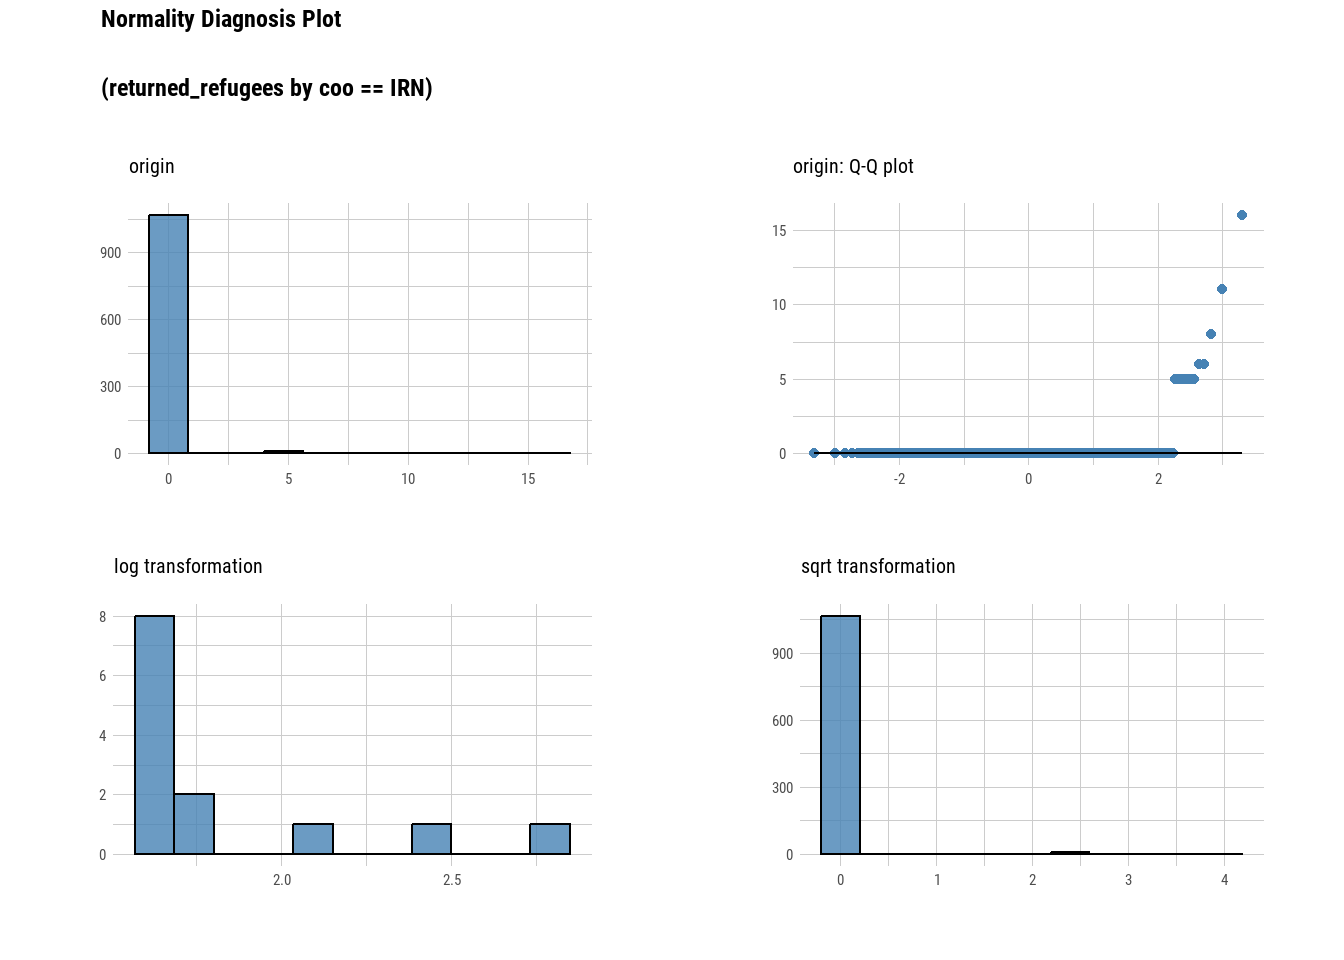 Normality Diagnosis Plot
(returned_refugees by coo == IRN)
origin
900
600
300
0
0 5 10 15
origin: Q-Q plot
15
10
5
0
-2 0 2
log transformation
8
6
4
2
0
2.0 2.5
sqrt transformation
900
600
300
0
0 1 2 3 4